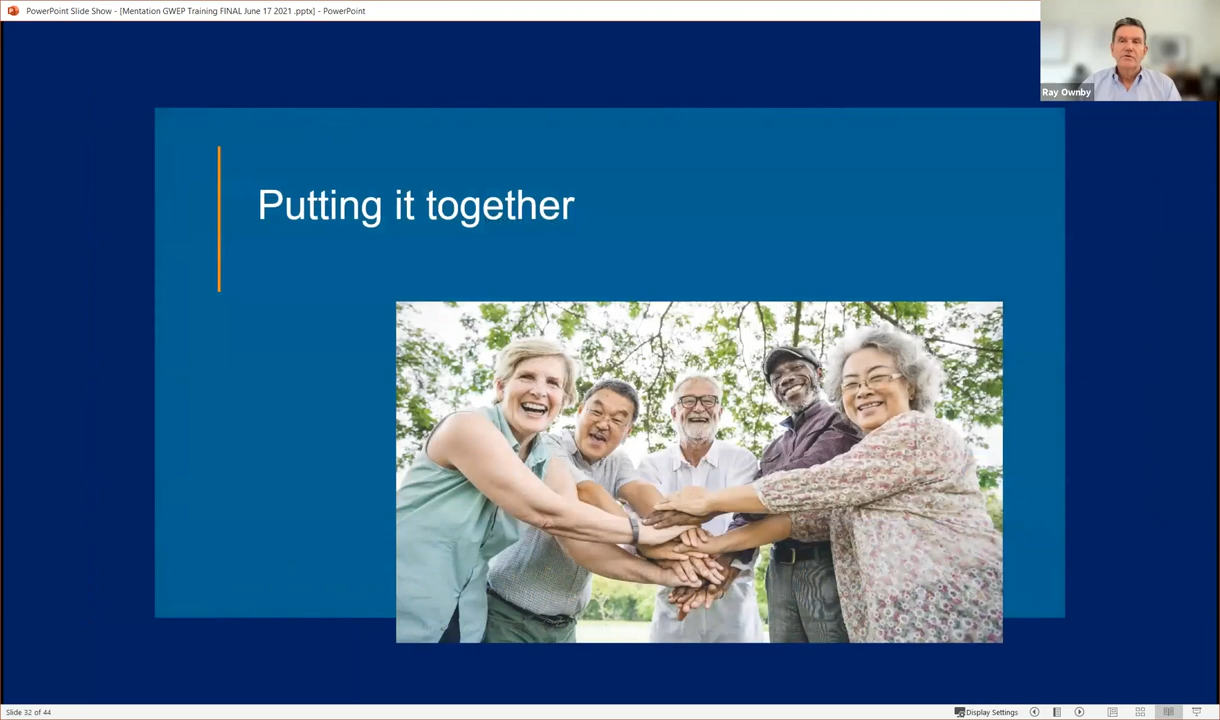 PowerPoint Slide Show - [Mentation GWEP Training FINAL June 17 2021 .pptx] - PowerPoint
Ray Ownby
Putting it together
Slide 32 of 44
Display Settings